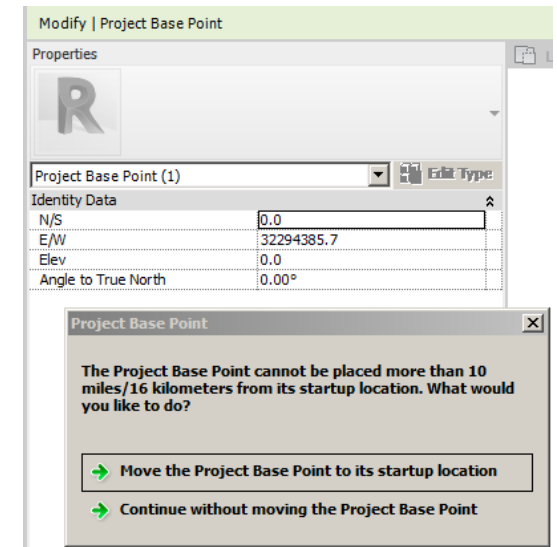 Modify | Project Base Point
Properties
R
Project Base Point (1)
Edit Type
Identity Data
N/S 0.0
E/W 32294385.7
Elev 0.0
Angle to True North 0.00°
Project Base Point
The Project Base Point cannot be placed more than 10
miles/16 kilometers from its startup location. What would
you like to do?
Move the Project Base Point to its startup location
Continue without moving the Project Base Point